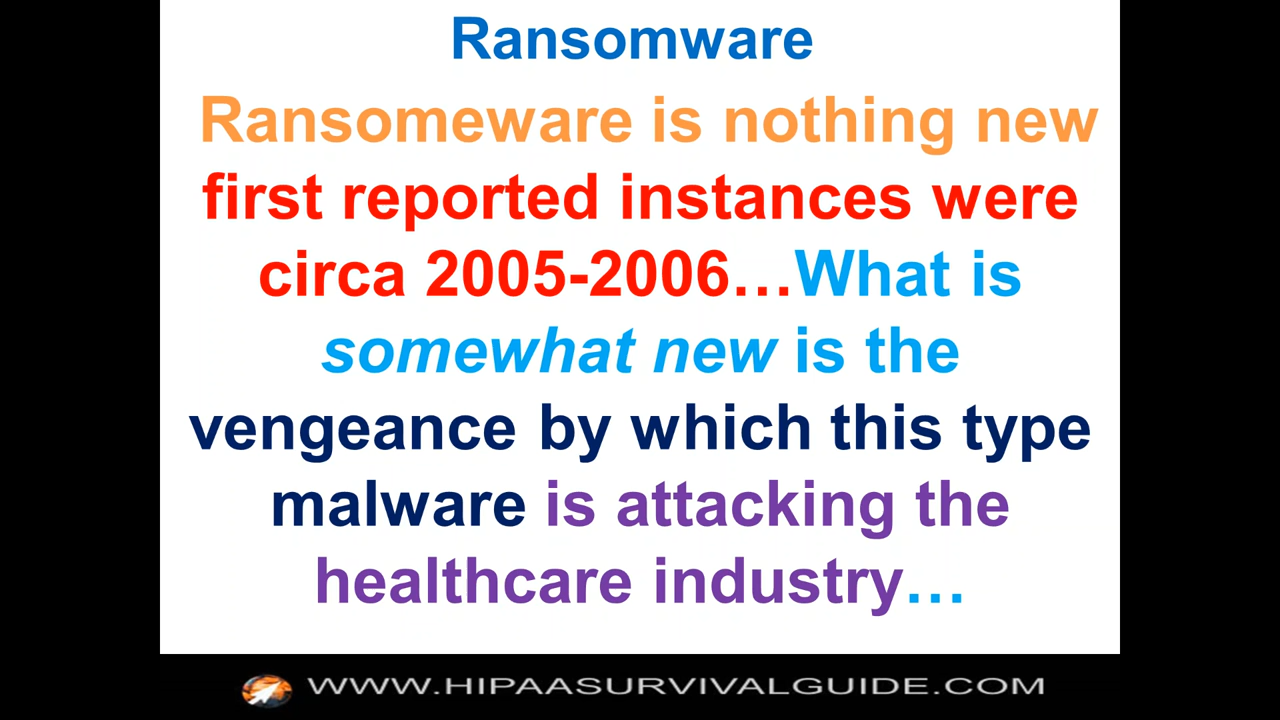 Ransomware
Ransomeware is nothing new
first reported instances were
circa 2005-2006…What is
somewhat new is the
vengeance by which this type
malware is attacking the
healthcare industry…
WWW.HIPAASURVIVALGUIDE.COM